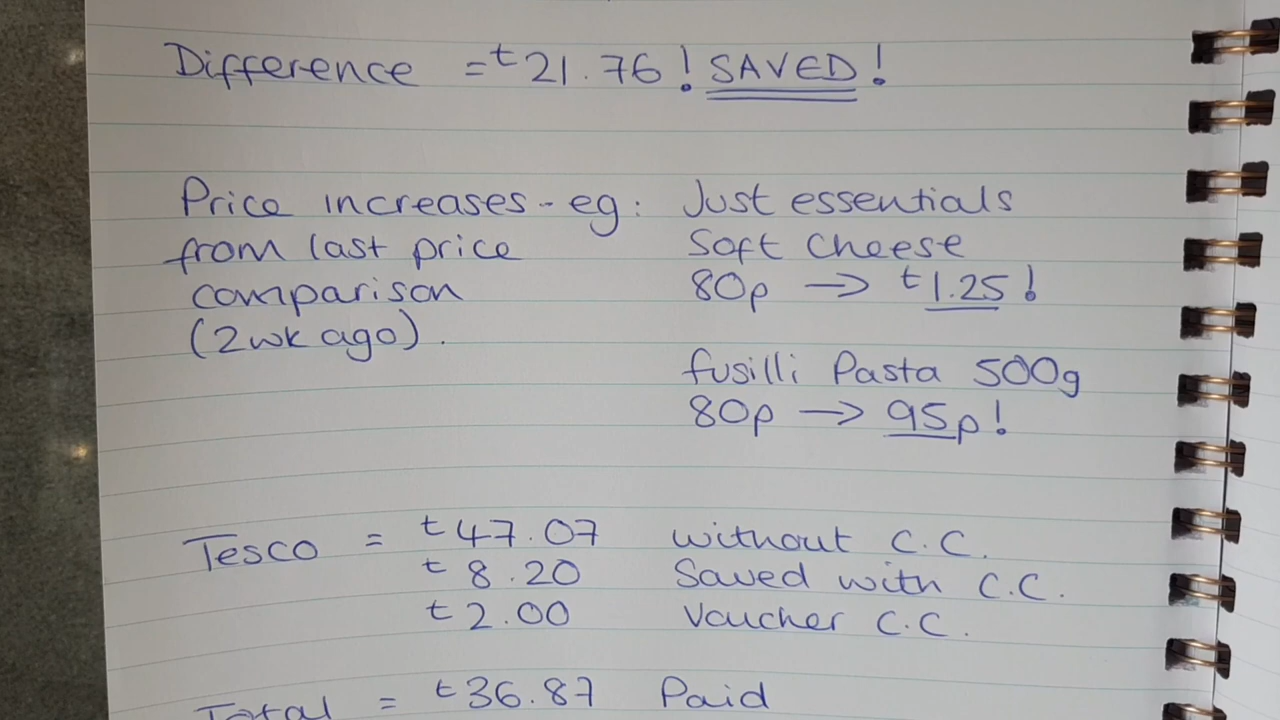 Difference = £21.76! SAVED!
Price increases - eg: Just essentials
from last price Soft Cheese
comparison 80p → £1.25!
(2wk ago).
fusilli Pasta 500g
80p → 95p!
Tesco = £47.07 without C.C.
£8.20 Saved with C.C.
£2.00 Voucher C.C.
Total = £36.87 Paid